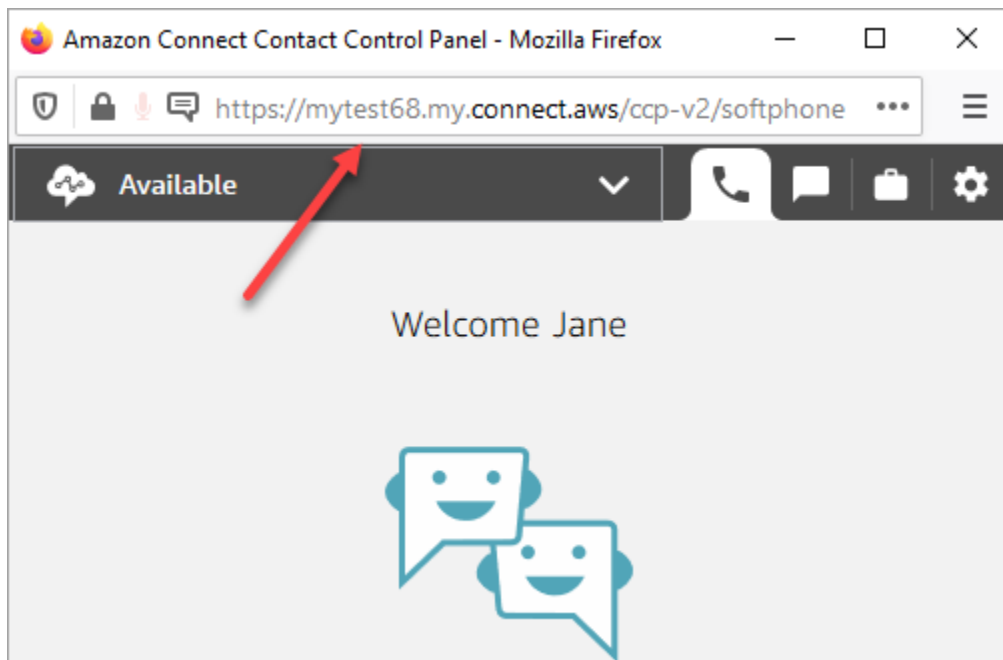 Amazon Connect Contact Control Panel - Mozilla Firefox
https://mytest68.my.connect.aws/ccp-v2/softphone
Available
Welcome Jane